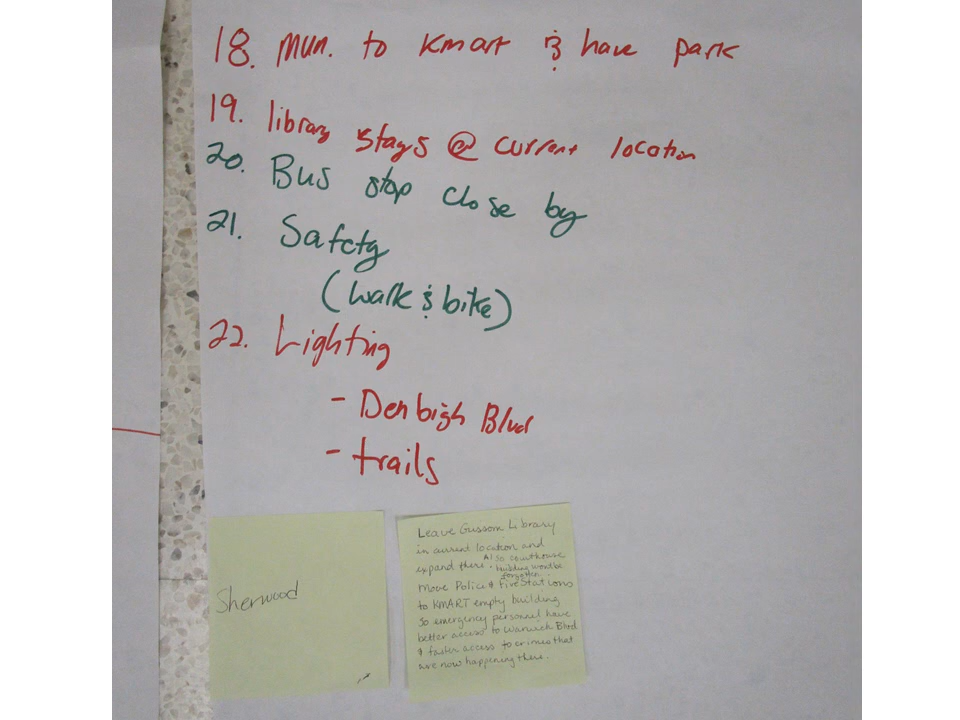 18. Mun. to Kmart & have park
19. library stays @ current location
20. Bus stop close by
21. Safety
(walk & bike)
22. Lighting
- Denbigh Blvd
- trails
Sherwood
Leave Gussom Library
in current location and
expand there. Also courthouse
building won't be
forgotten.
Move Police & Fire Stations
to KMART empty building
so emergency personnel have
better access to Warwick Blvd
& faster access to crimes that
are now happening there.